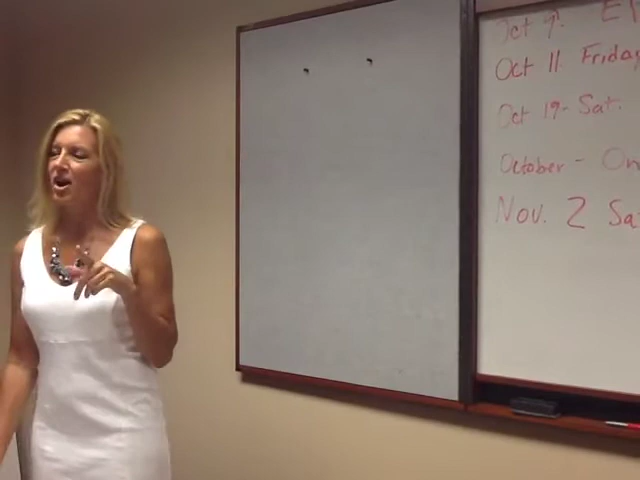 Oct 9
Oct 11 Friday
Oct 19 - Sat.
October - On
Nov. 2 Sa